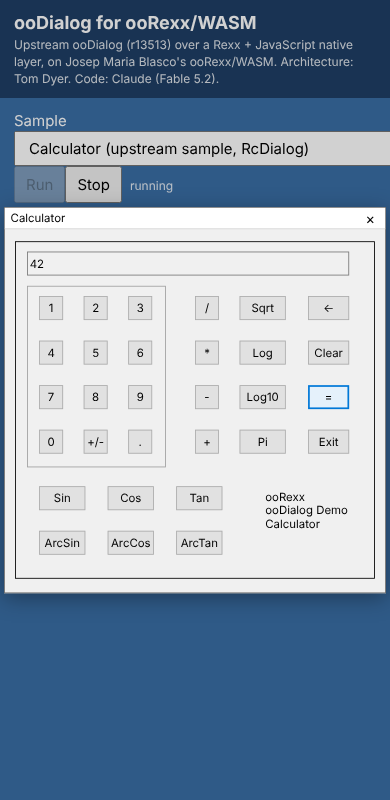 ooDialog for ooRexx/WASM
Upstream ooDialog (r13513) over a Rexx + JavaScript native
layer, on Josep Maria Blasco's ooRexx/WASM. Architecture:
Tom Dyer. Code: Claude (Fable 5.2).
Sample
Calculator (upstream sample, RcDialog)
Run Stop running
Calculator ×
42
1 2 3 / Sqrt ←
4 5 6 * Log Clear
7 8 9 - Log10 =
0 +/- . + Pi Exit
Sin Cos Tan
ooRexx
ooDialog Demo
Calculator
ArcSin ArcCos ArcTan